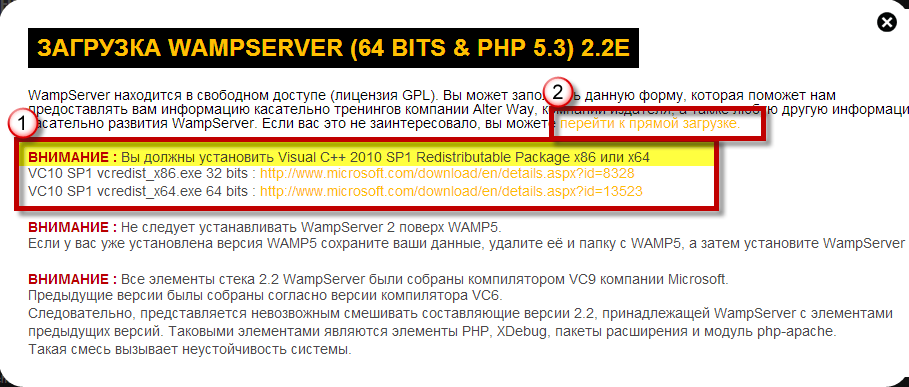 ЗАГРУЗКА WAMPSERVER (64 BITS & PHP 5.3) 2.2E
WampServer находится в свободном доступе (лицензия GPL). Вы может данную форму, которая поможет нам
предоставлять вам информацию касательно тренингов компании Alter Way, компании издателя, а также любую другую информаци
касательно развития WampServer. Если вас это не заинтересовало, вы можете перейти к прямой загрузке.
1
2
ВНИМАНИЕ : Вы должны установить Visual C++ 2010 SP1 Redistributable Package x86 или x64
VC10 SP1 vcredist_x86.exe 32 bits : http://www.microsoft.com/download/en/details.aspx?id=8328
VC10 SP1 vcredist_x64.exe 64 bits : http://www.microsoft.com/download/en/details.aspx?id=13523
ВНИМАНИЕ : Не следует устанавливать WampServer 2 поверх WAMP5.
Если у вас уже установлена версия WAMP5 сохраните ваши данные, удалите её и папку с WAMP5, а затем установите WampServer
ВНИМАНИЕ : Все элементы стека 2.2 WampServer были собраны компилятором VC9 компании Microsoft.
Предыдущие версии былы собраны согласно версии компилятора VC6.
Следовательно, представляется невозвожным смешивать составляющие версии 2.2, принадлежащей WampServer с элементами
предыдущих версий. Таковыми элементами являются элементы PHP, XDebug, пакеты расширения и модуль php-apache.
Такая смесь вызывает неустойчивость системы.